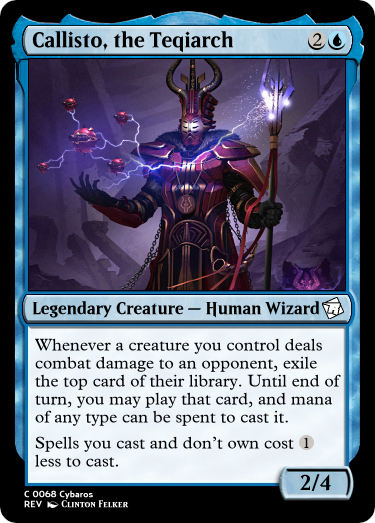 Callisto, the Teqiarch 2
Legendary Creature — Human Wizard
Whenever a creature you control deals
combat damage to an opponent, exile
the top card of their library. Until end of
turn, you may play that card, and mana
of any type can be spent to cast it.
Spells you cast and don't own cost 1
less to cast.
2/4
C 0068 Cybaros
REV Clinton Felker